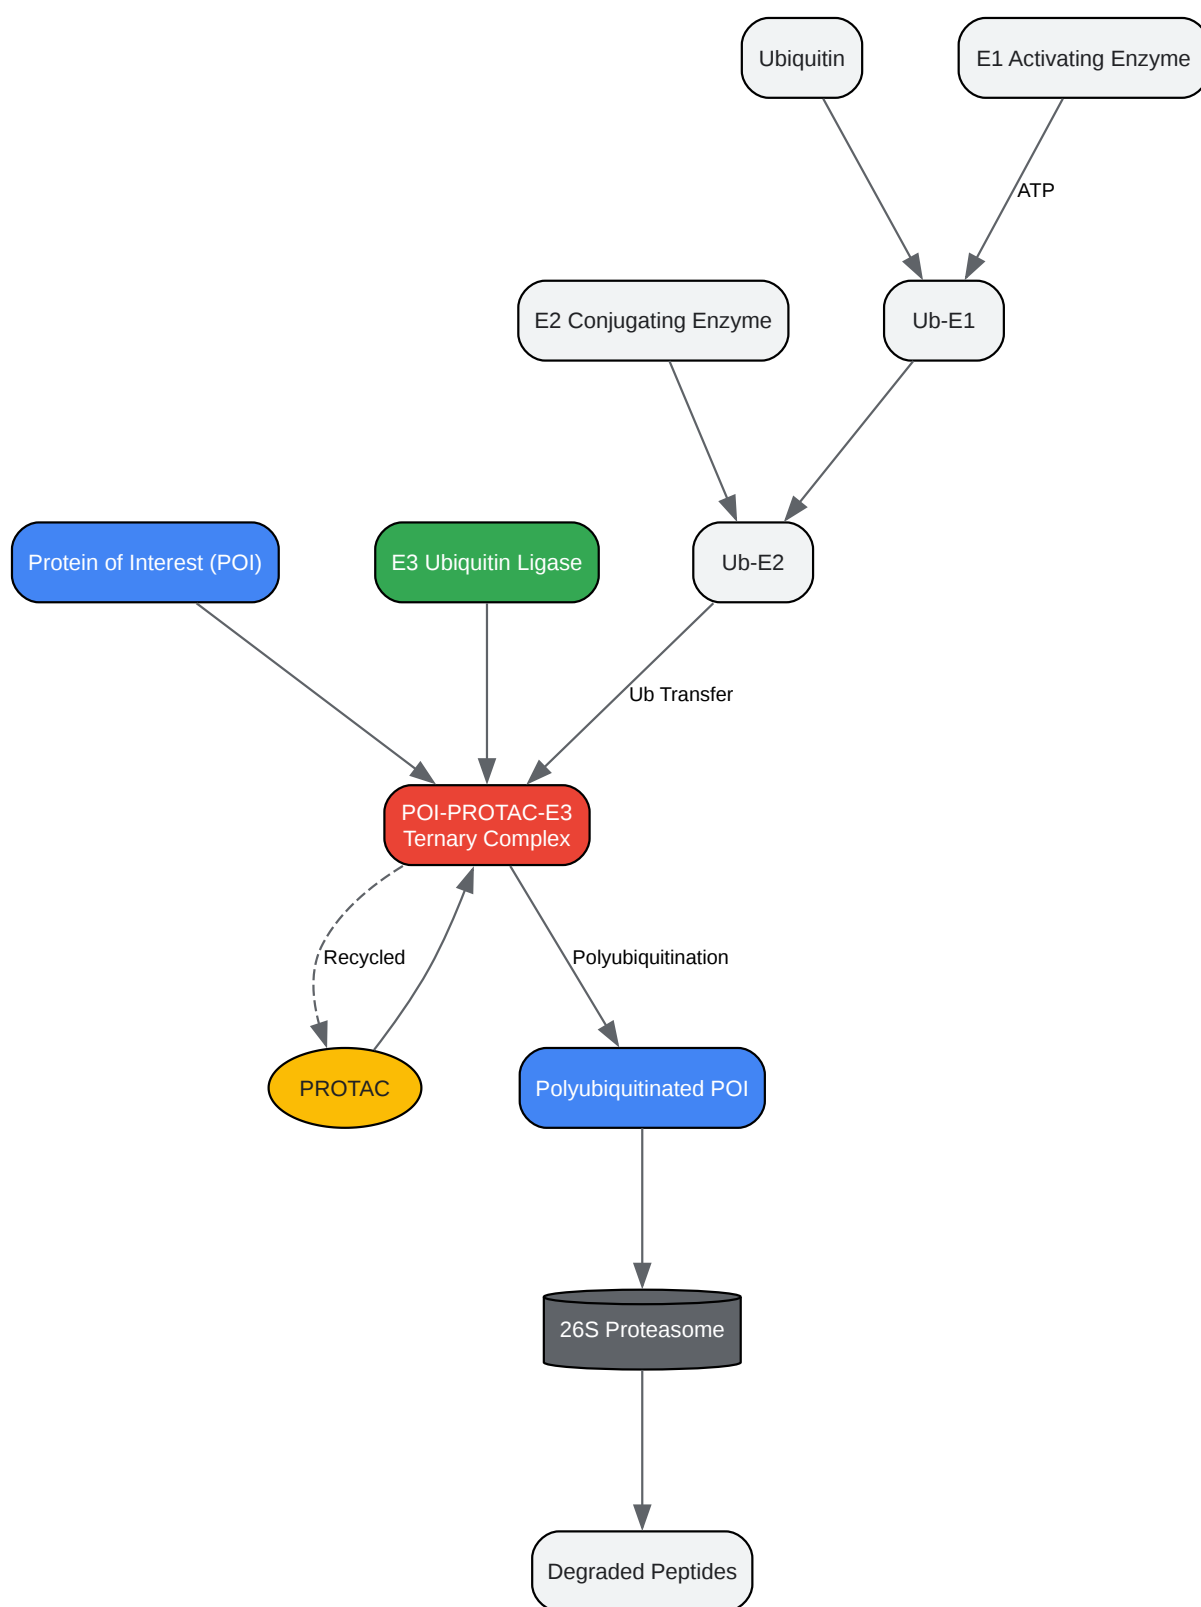 Ubiquitin
E1 Activating Enzyme
ATP
E2 Conjugating Enzyme
Ub-E1
Protein of Interest (POI)
E3 Ubiquitin Ligase
Ub-E2
Ub Transfer
POI-PROTAC-E3
Ternary Complex
Recycled
Polyubiquitination
PROTAC
Polyubiquitinated POI
26S Proteasome
Degraded Peptides